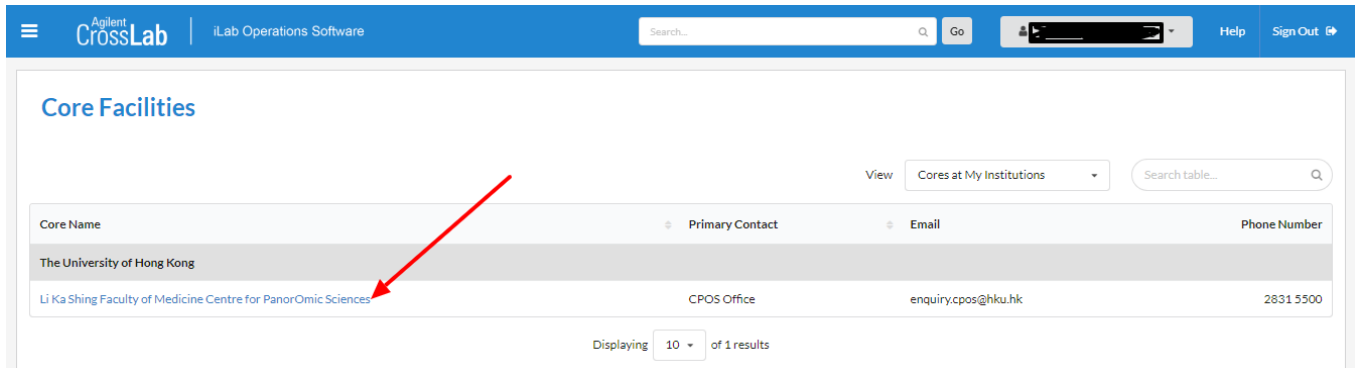 Agilent
CrossLab
iLab Operations Software
Search...
Go
Help
Sign Out
Core Facilities
View
Cores at My Institutions
Search table...
Core Name
Primary Contact
Email
Phone Number
The University of Hong Kong
Li Ka Shing Faculty of Medicine Centre for PanorOmic Sciences
CPOS Office
enquiry.cpos@hku.hk
2831 5500
Displaying 10 of 1 results